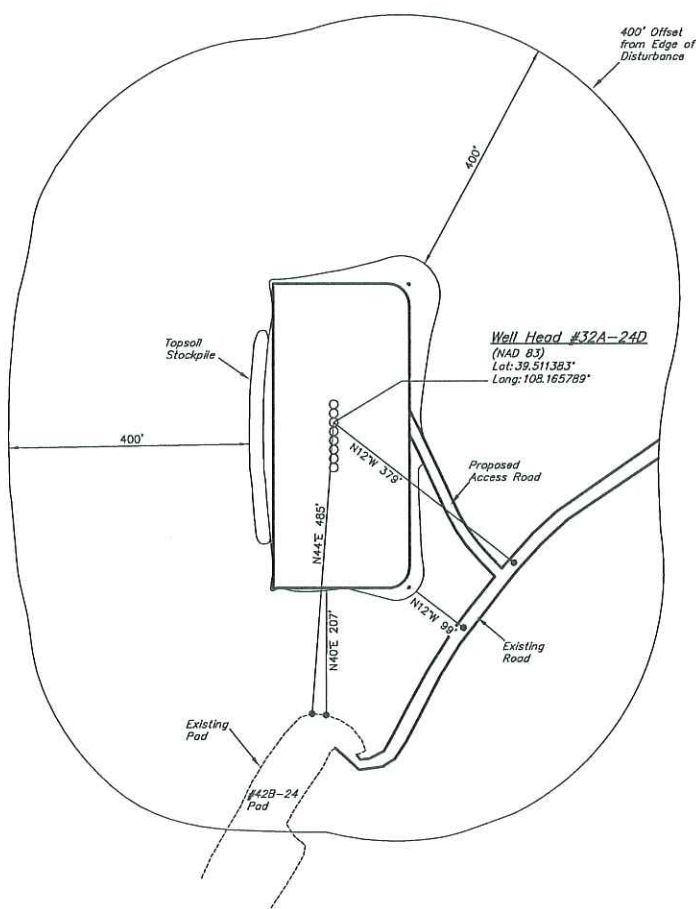 400' Offset
from Edge of
Disturbance
400'
Well Head #32A-24D
(NAD 83)
Lat: 39.511383°
Long: 108.165789°
Topsoil
Stockpile
400'
N12°W 379'
Proposed
Access Road
N44°E 485'
N12°W 99'
N40°E 207'
Existing
Road
Existing
Pad
#42B-24
Pad